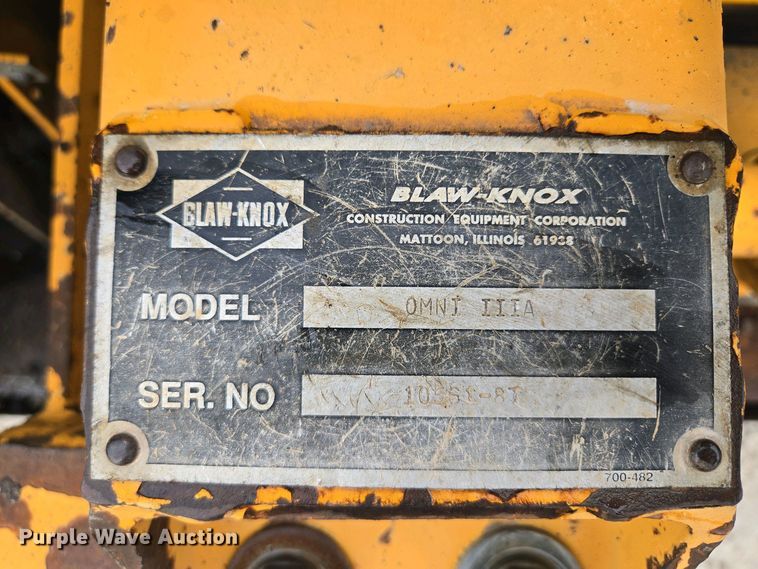 BLAW-KNOX
BLAW-KNOX
CONSTRUCTION EQUIPMENT CORPORATION
MATTOON, ILLINOIS 61938
MODEL OMNI IIIA
SER. NO
700-482
Purple Wave Auction